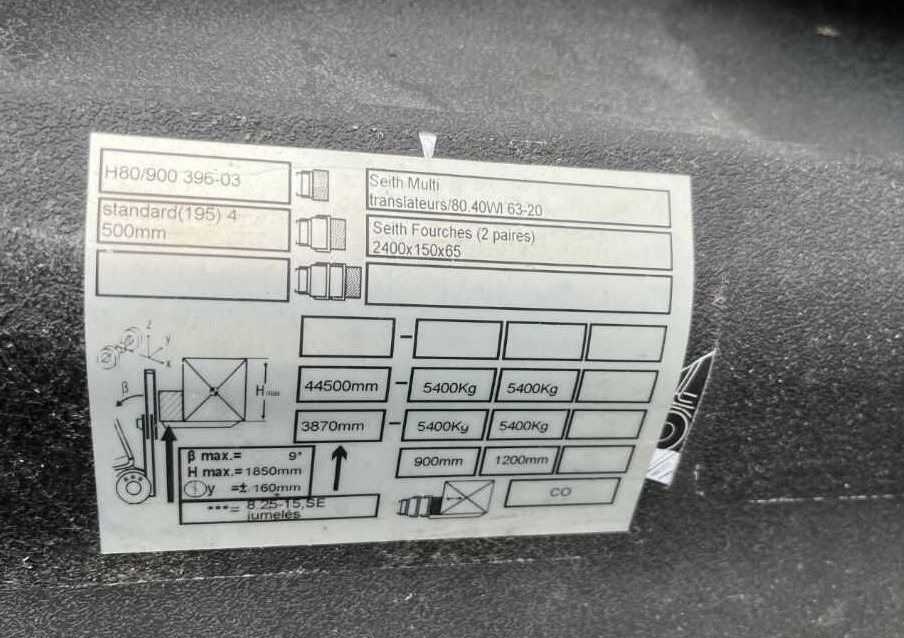 H80/900 396-03
Seith Multi
translateurs/80.40WI 63-20
standard(195) 4
500mm
Seith Fourches (2 paires)
2400x150x65
44500mm - 5400Kg 5400Kg
3870mm - 5400Kg 5400Kg
900mm 1200mm
z
y
x
β
H max
β max.= 9°
H max.= 1850mm
y =± 160mm
***= 8.25-15,SE
jumelés
CO